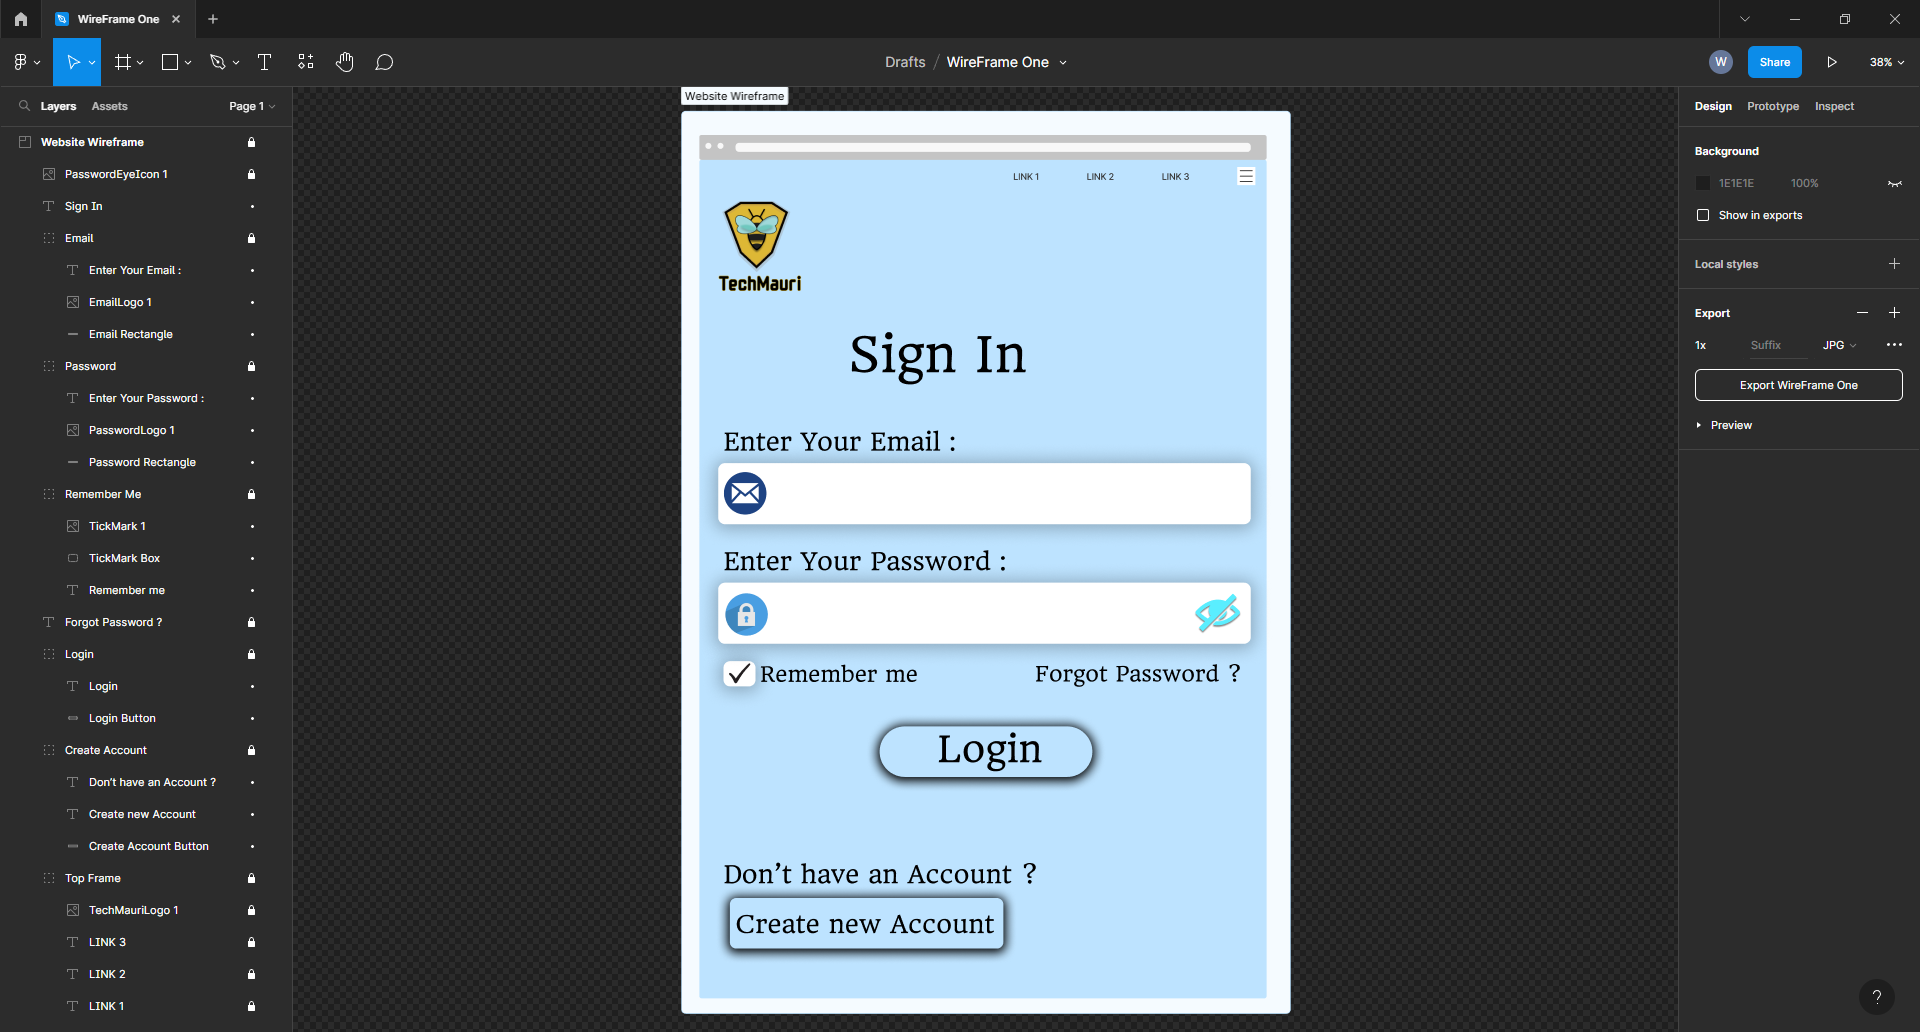 WireFrame One
Drafts / WireFrame One
W
Share
38%
Layers
Assets
Page 1
Website Wireframe
PasswordEyeIcon 1
Sign In
Email
Enter Your Email :
EmailLogo 1
Email Rectangle
Password
Enter Your Password :
PasswordLogo 1
Password Rectangle
Remember Me
TickMark 1
TickMark Box
Remember me
Forgot Password ?
Login
Login
Login Button
Create Account
Don't have an Account ?
Create new Account
Create Account Button
Top Frame
TechMauriLogo 1
LINK 3
LINK 2
LINK 1
Website Wireframe
LINK 1
LINK 2
LINK 3
TechMauri
Sign In
Enter Your Email :
Enter Your Password :
Remember me
Forgot Password ?
Login
Don’t have an Account ?
Create new Account
Design
Prototype
Inspect
Background
1E1E1E
100%
Show in exports
Local styles
Export
1x
Suffix
JPG
Export WireFrame One
Preview
?